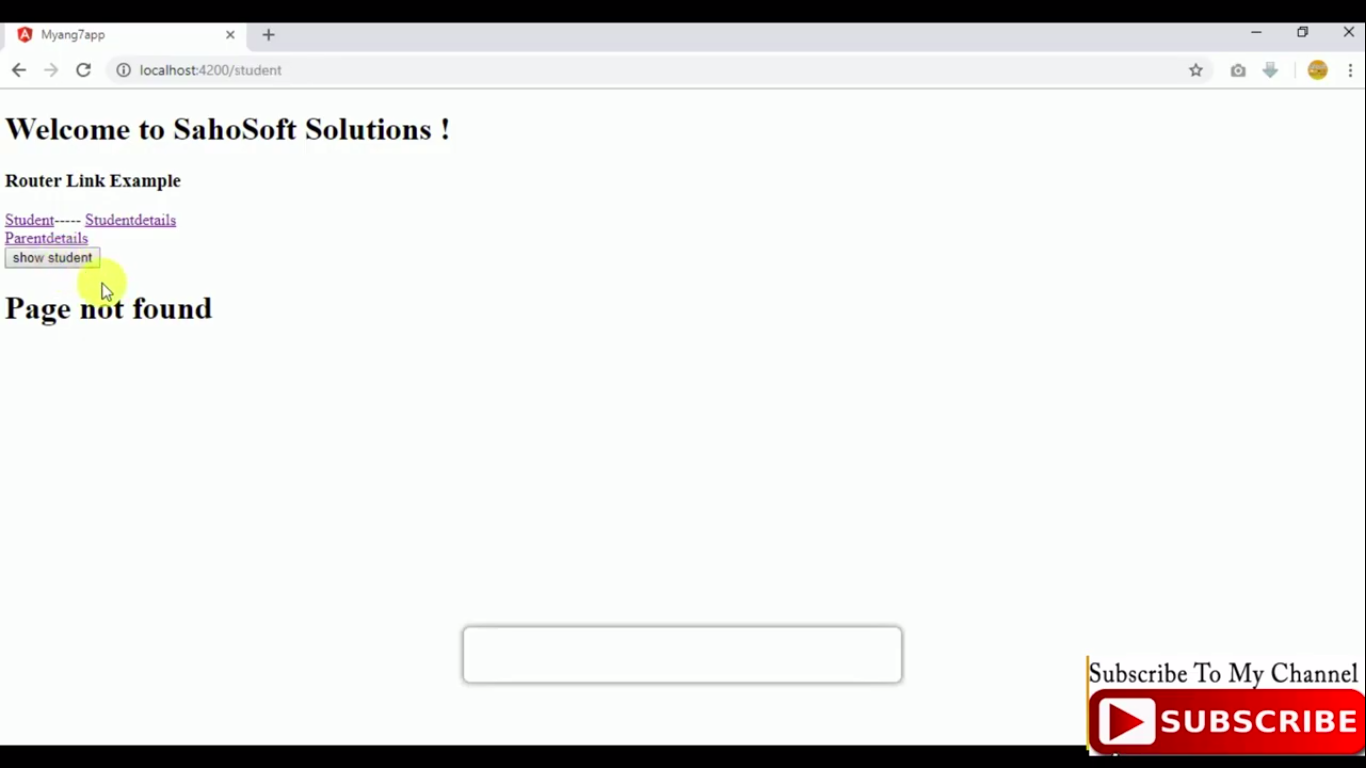 Myang7app
localhost:4200/student
Welcome to SahoSoft Solutions !
Router Link Example
Student----- Studentdetails
Parentdetails
show student
Page not found
Subscribe To My Channel
SUBSCRIBE